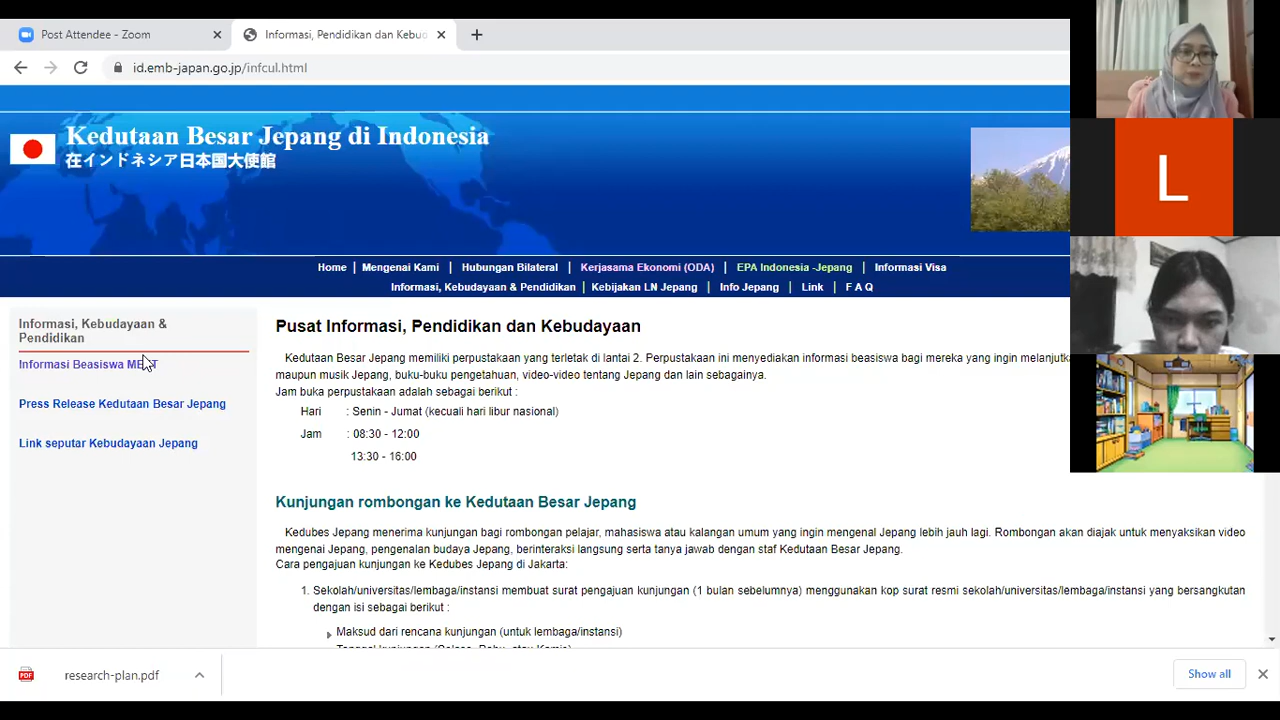 Post Attendee - Zoom
Informasi, Pendidikan dan Kebu
id.emb-japan.go.jp/infcul.html
Kedutaan Besar Jepang di Indonesia
在インドネシア日本国大使館
Home | Mengenai Kami | Hubungan Bilateral | Kerjasama Ekonomi (ODA) | EPA Indonesia -Jepang | Informasi Visa
Informasi, Kebudayaan & Pendidikan | Kebijakan LN Jepang | Info Jepang | Link | F A Q
Informasi, Kebudayaan &
Pendidikan
Informasi Beasiswa
Press Release Kedutaan Besar Jepang
Link seputar Kebudayaan Jepang
Pusat Informasi, Pendidikan dan Kebudayaan
Kedutaan Besar Jepang memiliki perpustakaan yang terletak di lantai 2. Perpustakaan ini menyediakan informasi beasiswa bagi mereka yang ingin melanjutka
maupun musik Jepang, buku-buku pengetahuan, video-video tentang Jepang dan lain sebagainya.
Jam buka perpustakaan adalah sebagai berikut :
Hari : Senin - Jumat (kecuali hari libur nasional)
Jam : 08:30 - 12:00
13:30 - 16:00
Kunjungan rombongan ke Kedutaan Besar Jepang
Kedubes Jepang menerima kunjungan bagi rombongan pelajar, mahasiswa atau kalangan umum yang ingin mengenal Jepang lebih jauh lagi. Rombongan akan diajak untuk menyaksikan video
mengenai Jepang, pengenalan budaya Jepang, berinteraksi langsung serta tanya jawab dengan staf Kedutaan Besar Jepang.
Cara pengajuan kunjungan ke Kedubes Jepang di Jakarta:
1. Sekolah/universitas/lembaga/instansi membuat surat pengajuan kunjungan (1 bulan sebelumnya) menggunakan kop surat resmi sekolah/universitas/lembaga/instansi yang bersangkutan
dengan isi sebagai berikut :
Maksud dari rencana kunjungan (untuk lembaga/instansi)
Tanggal kunjungan (Selasa, Rabu, atau Kamis)
PDF research-plan.pdf
Show all
L